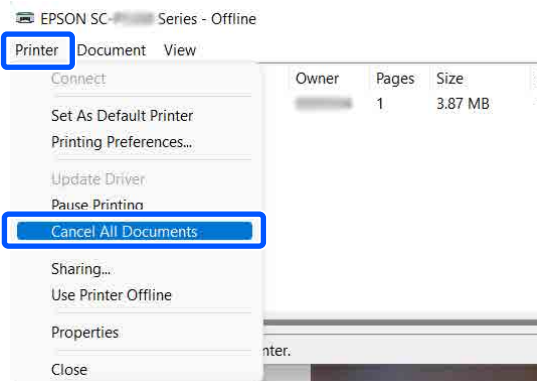 EPSON SC- Series - Offline
Printer Document View
Connect
Owner Pages Size
Set As Default Printer
1 3.87 MB
Printing Preferences...
Update Driver
Pause Printing
Cancel All Documents
Sharing...
Use Printer Offline
Properties
nter.
Close